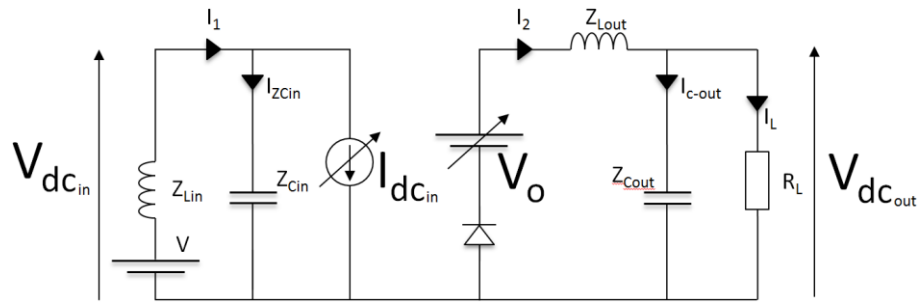 I1
I2
ZLout
IZCin
Ic-out
IL
Vdcin
ZLin
ZCin
Idcin
Vo
ZCout
RL
Vdcout
V